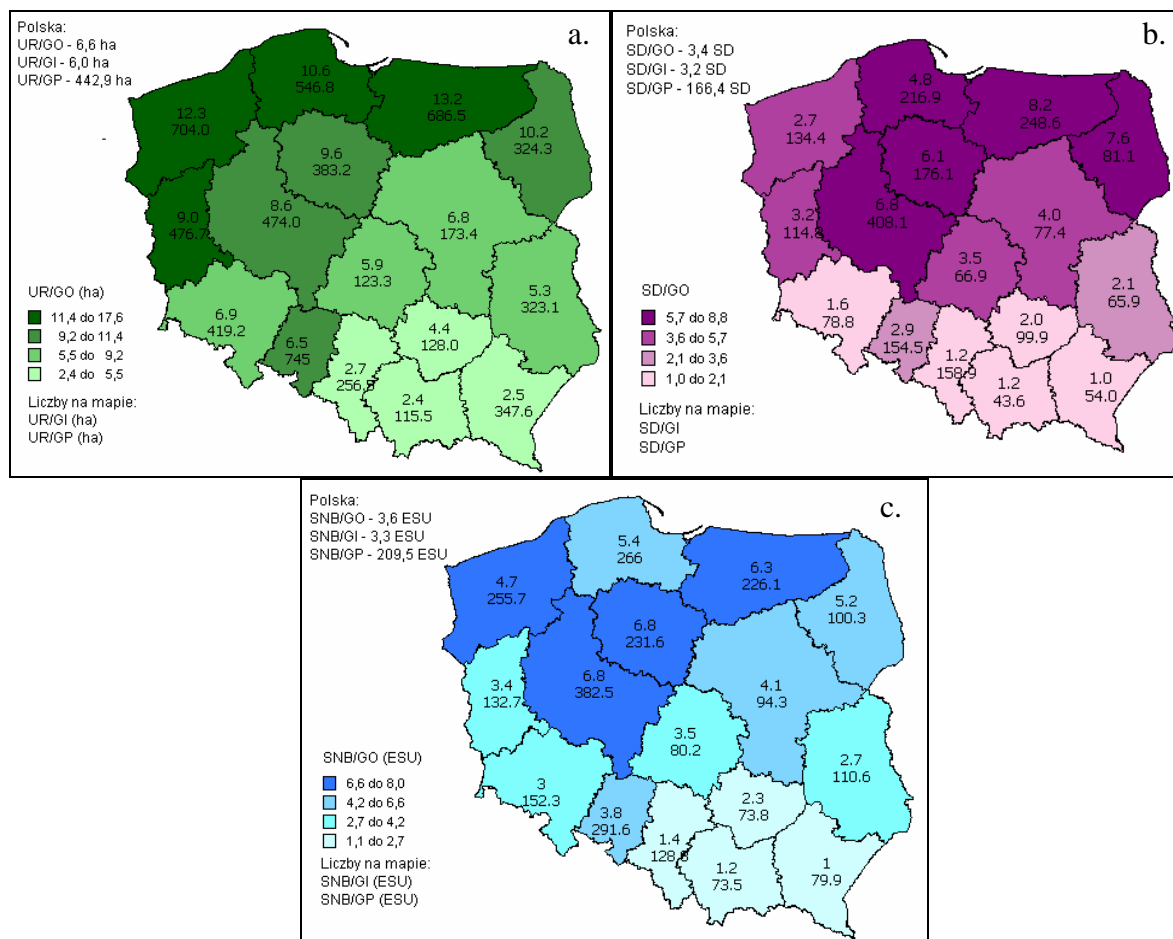 Polska:
UR/GO - 6,6 ha
UR/GI - 6,0 ha
UR/GP - 442,9 ha
a.
10.6
546.8
13.2
686.5
12.3
704.0
10.2
324.3
9.6
383.2
8.6
474.0
9.0
476.7
6.8
173.4
5.9
123.3
5.3
323.1
6.9
419.2
6.5
745
4.4
128.0
2.7
256.5
2.4
115.5
2.5
347.6
UR/GO (ha)
11,4 do 17,6
9,2 do 11,4
5,5 do 9,2
2,4 do 5,5
Liczby na mapie:
UR/GI (ha)
UR/GP (ha)
Polska:
SD/GO - 3,4 SD
SD/GI - 3,2 SD
SD/GP - 166,4 SD
b.
4.8
216.9
8.2
248.6
2.7
134.4
7.6
81.1
6.1
176.1
6.8
408.1
3.2
114.8
4.0
77.4
3.5
66.9
2.1
65.9
1.6
78.8
2.9
154.5
2.0
99.9
1.2
158.9
1.2
43.6
1.0
54.0
SD/GO
5,7 do 8,8
3,6 do 5,7
2,1 do 3,6
1,0 do 2,1
Liczby na mapie:
SD/GI
SD/GP
Polska:
SNB/GO - 3,6 ESU
SNB/GI - 3,3 ESU
SNB/GP - 209,5 ESU
c.
5.4
266
6.3
226.1
4.7
255.7
5.2
100.3
6.8
231.6
6.8
382.5
3.4
132.7
4.1
94.3
3.5
80.2
2.7
110.6
3
152.3
3.8
291.6
2.3
73.8
1.4
1.2
73.5
1
79.9
SNB/GO (ESU)
6,6 do 8,0
4,2 do 6,6
2,7 do 4,2
1,1 do 2,7
Liczby na mapie:
SNB/GI (ESU)
SNB/GP (ESU)